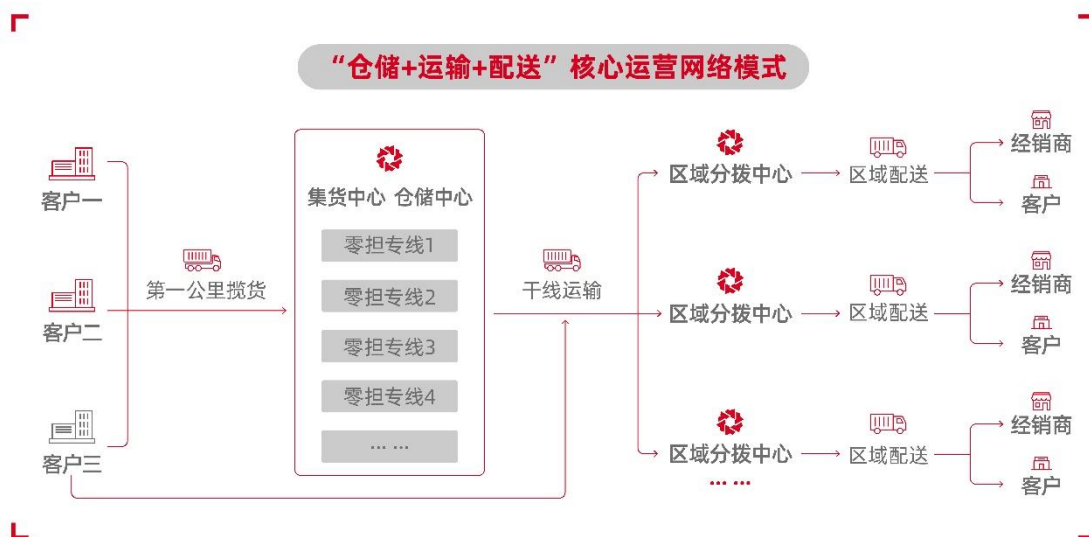 “仓储+运输+配送”核心运营网络模式
客户一
客户二
客户三
第一公里揽货
集货中心 仓储中心
零担专线1
零担专线2
零担专线3
零担专线4
... ...
干线运输
区域分拨中心
区域配送
经销商
客户
区域分拨中心
区域配送
经销商
客户
区域分拨中心
... ...
区域配送
经销商
客户